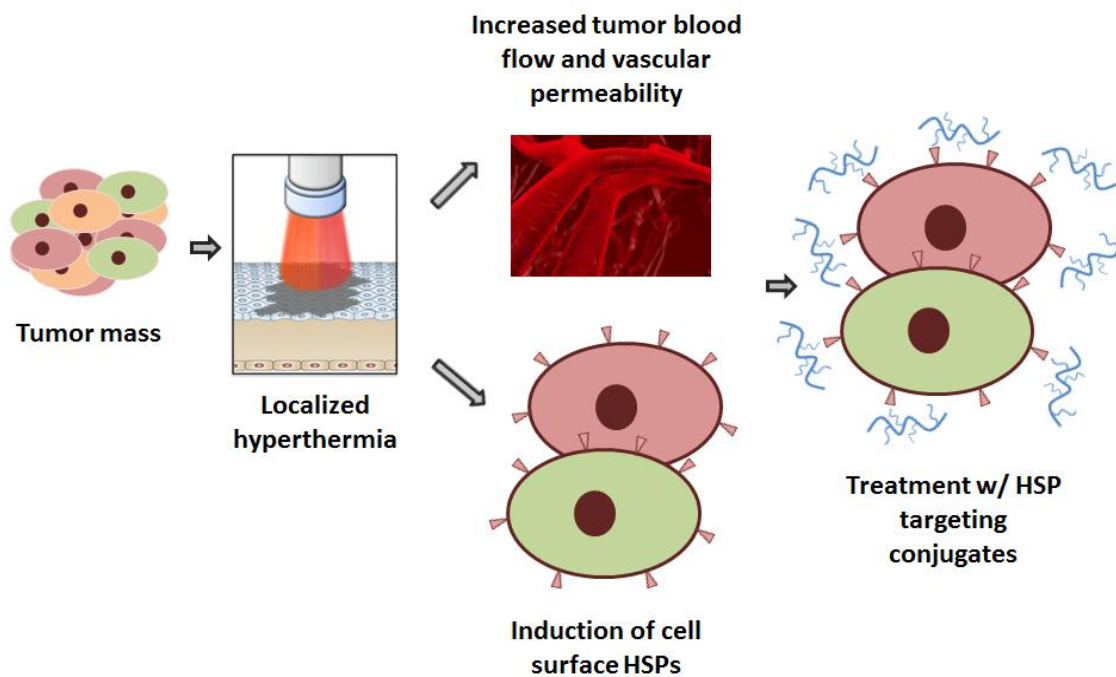 Increased tumor blood
flow and vascular
permeability
Tumor mass
Localized
hyperthermia
Induction of cell
surface HSPs
Treatment w/ HSP
targeting
conjugates